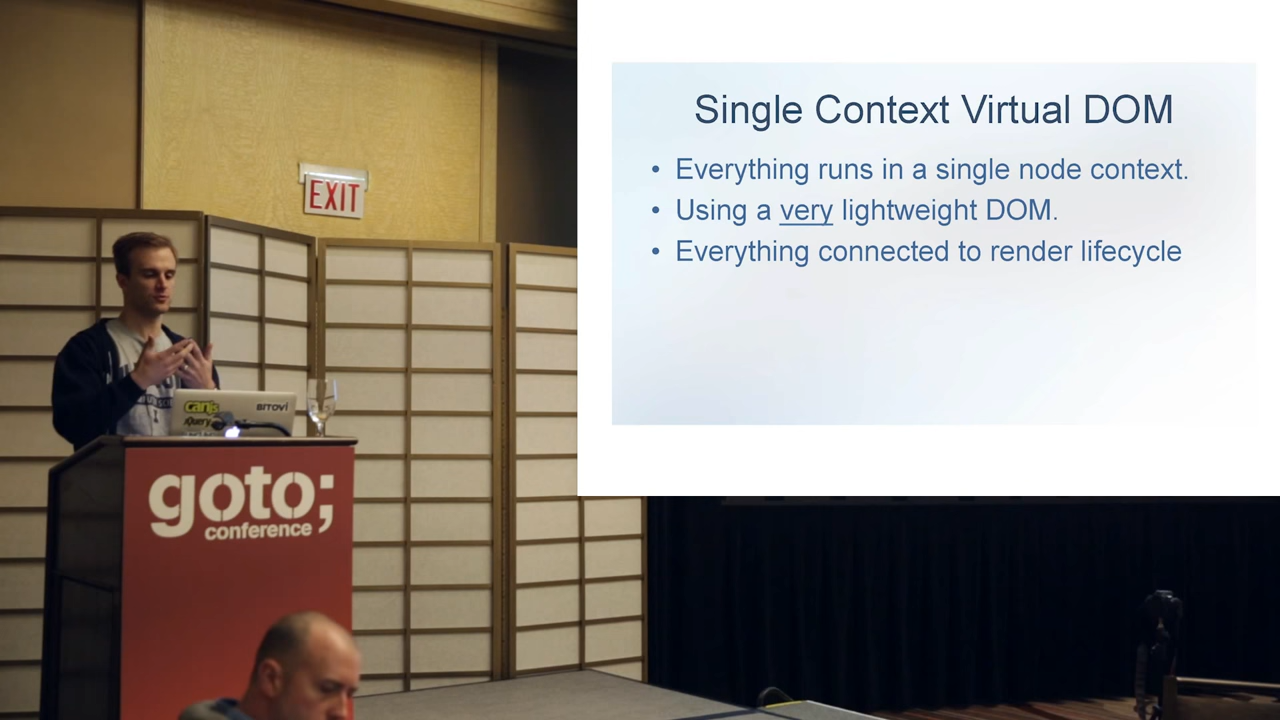 Single Context Virtual DOM
• Everything runs in a single node context.
• Using a very lightweight DOM.
• Everything connected to render lifecycle
EXIT
canjs
BITOVI
jQuery
goto;
conference